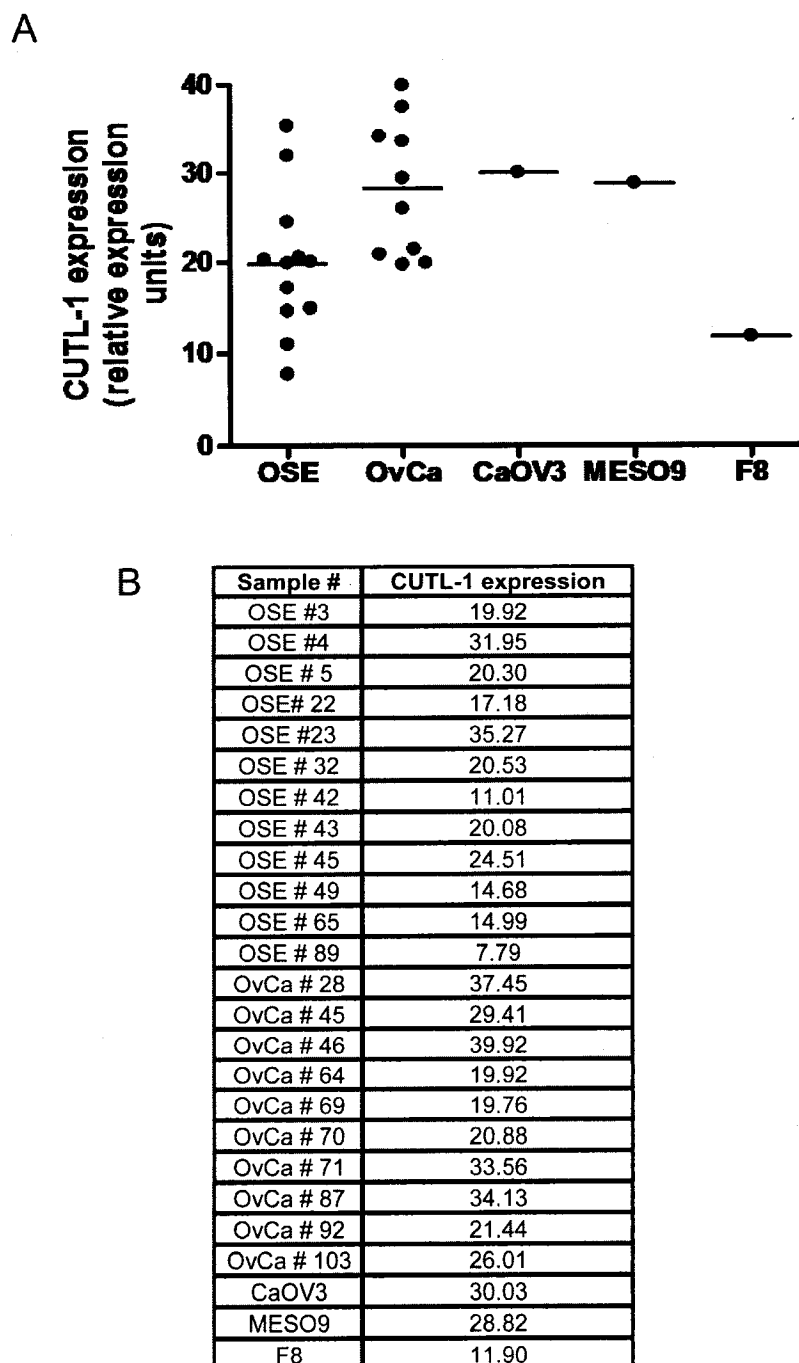 A
CUTL-1 expression
(relative expression
units)
40
30
20
10
0
OSE OvCa CaOV3 MESO9 F8
B
Sample # CUTL-1 expression
OSE #3 19.92
OSE #4 31.95
OSE # 5 20.30
OSE# 22 17.18
OSE #23 35.27
OSE # 32 20.53
OSE # 42 11.01
OSE # 43 20.08
OSE # 45 24.51
OSE # 49 14.68
OSE # 65 14.99
OSE # 89 7.79
OvCa # 28 37.45
OvCa # 45 29.41
OvCa # 46 39.92
OvCa # 64 19.92
OvCa # 69 19.76
OvCa # 70 20.88
OvCa # 71 33.56
OvCa # 87 34.13
OvCa # 92 21.44
OvCa # 103 26.01
CaOV3 30.03
MESO9 28.82
F8 11.90